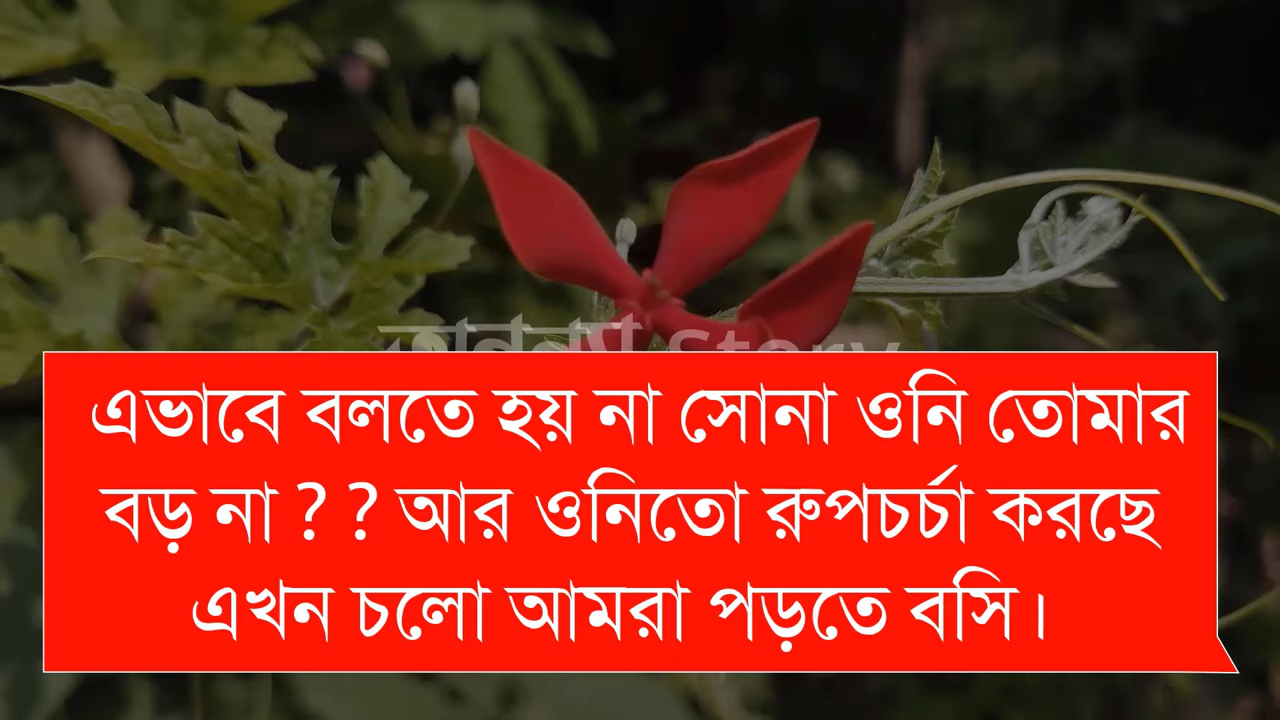 এভাবে বলতে হয় না সোনা ওনি তোমার
বড় না ? ? আর ওনিতো রুপচর্চা করছে
এখন চলো আমরা পড়তে বসি।